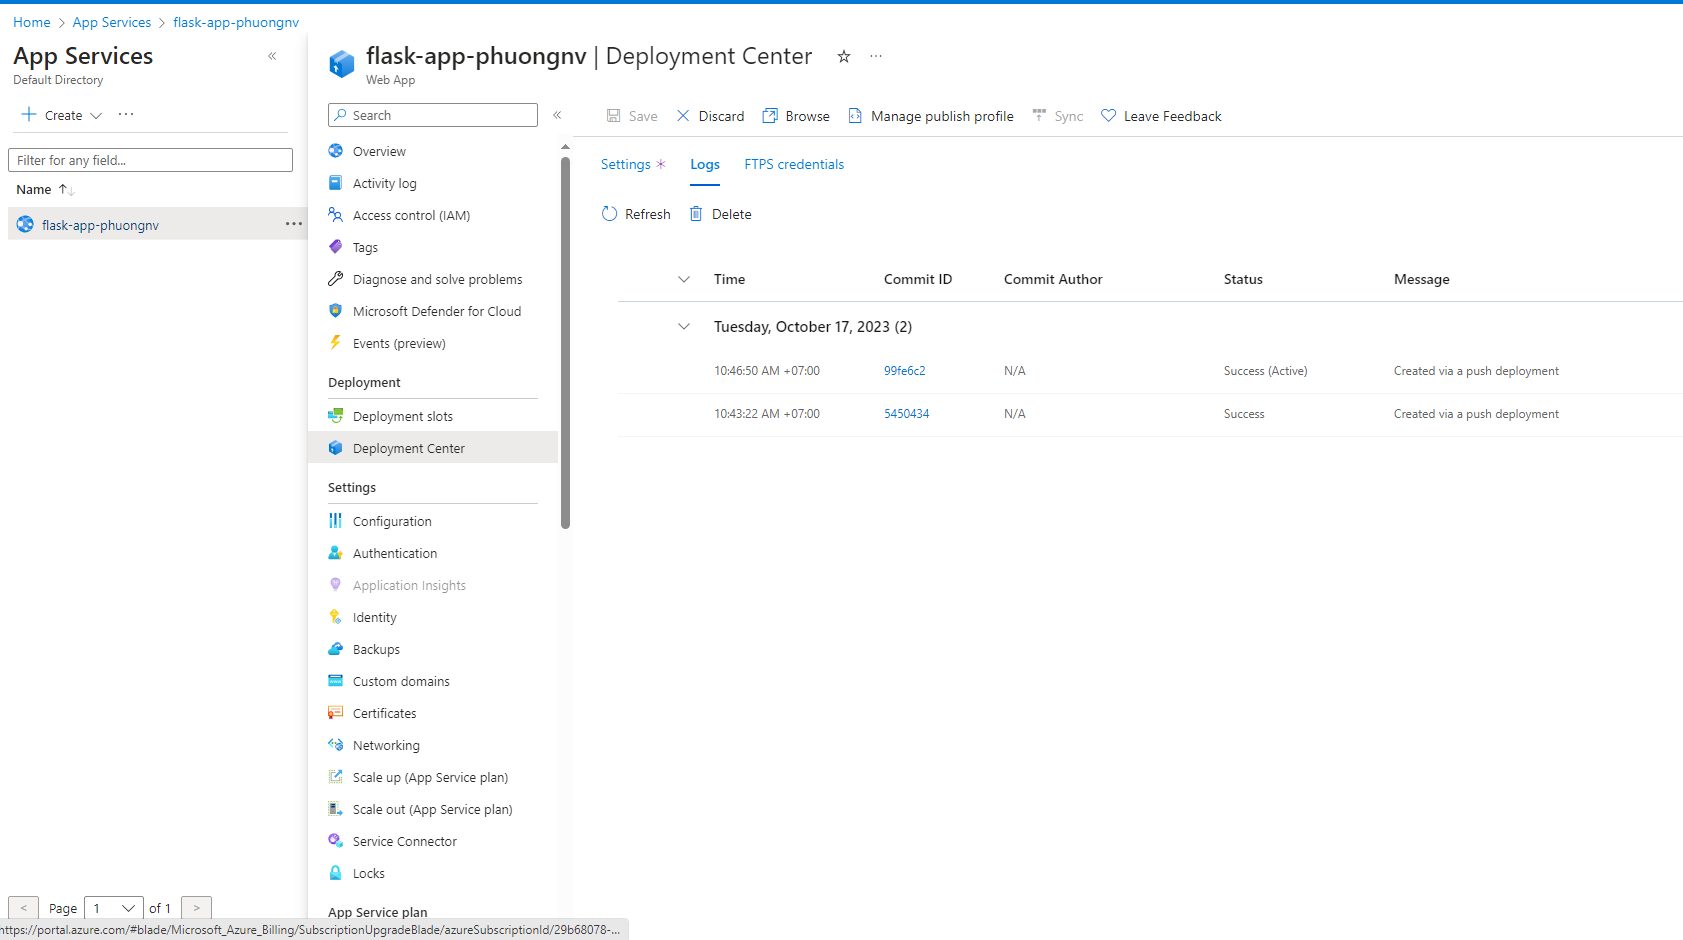 Home > App Services > flask-app-phuongnv
App Services
Default Directory
Create
Filter for any field...
Name
flask-app-phuongnv
< Page 1 of 1 >
flask-app-phuongnv | Deployment Center
Web App
Search
Overview
Activity log
Access control (IAM)
Tags
Diagnose and solve problems
Microsoft Defender for Cloud
Events (preview)
Deployment
Deployment slots
Deployment Center
Settings
Configuration
Authentication
Application Insights
Identity
Backups
Custom domains
Certificates
Networking
Scale up (App Service plan)
Scale out (App Service plan)
Service Connector
Locks
App Service plan
Save Discard Browse Manage publish profile Sync Leave Feedback
Settings * Logs FTPS credentials
Refresh Delete
Time Commit ID Commit Author Status Message
Tuesday, October 17, 2023 (2)
10:46:50 AM +07:00 99fe6c2 N/A Success (Active) Created via a push deployment
10:43:22 AM +07:00 5450434 N/A Success Created via a push deployment
https://portal.azure.com/#blade/Microsoft_Azure_Billing/SubscriptionUpgradeBlade/azureSubscriptionId/29b68078-...